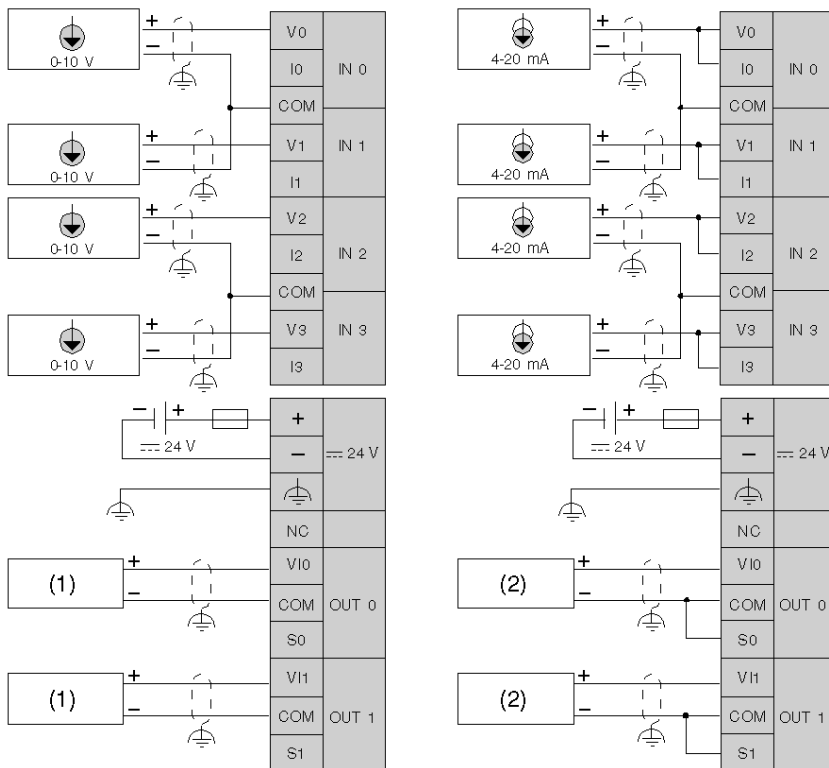 +
−
0-10 V
V0
I0
COM
IN 0
+
−
0-10 V
V1
I1
IN 1
+
−
0-10 V
V2
I2
COM
IN 2
+
−
0-10 V
V3
I3
IN 3
− +
24 V
+
−
24 V
NC
(1)
+
−
VI0
COM
S0
OUT 0
(1)
+
−
VI1
COM
S1
OUT 1
+
−
4-20 mA
V0
I0
COM
IN 0
+
−
4-20 mA
V1
I1
IN 1
+
−
4-20 mA
V2
I2
COM
IN 2
+
−
4-20 mA
V3
I3
IN 3
− +
24 V
+
−
24 V
NC
(2)
+
−
VI0
COM
S0
OUT 0
(2)
+
−
VI1
COM
S1
OUT 1